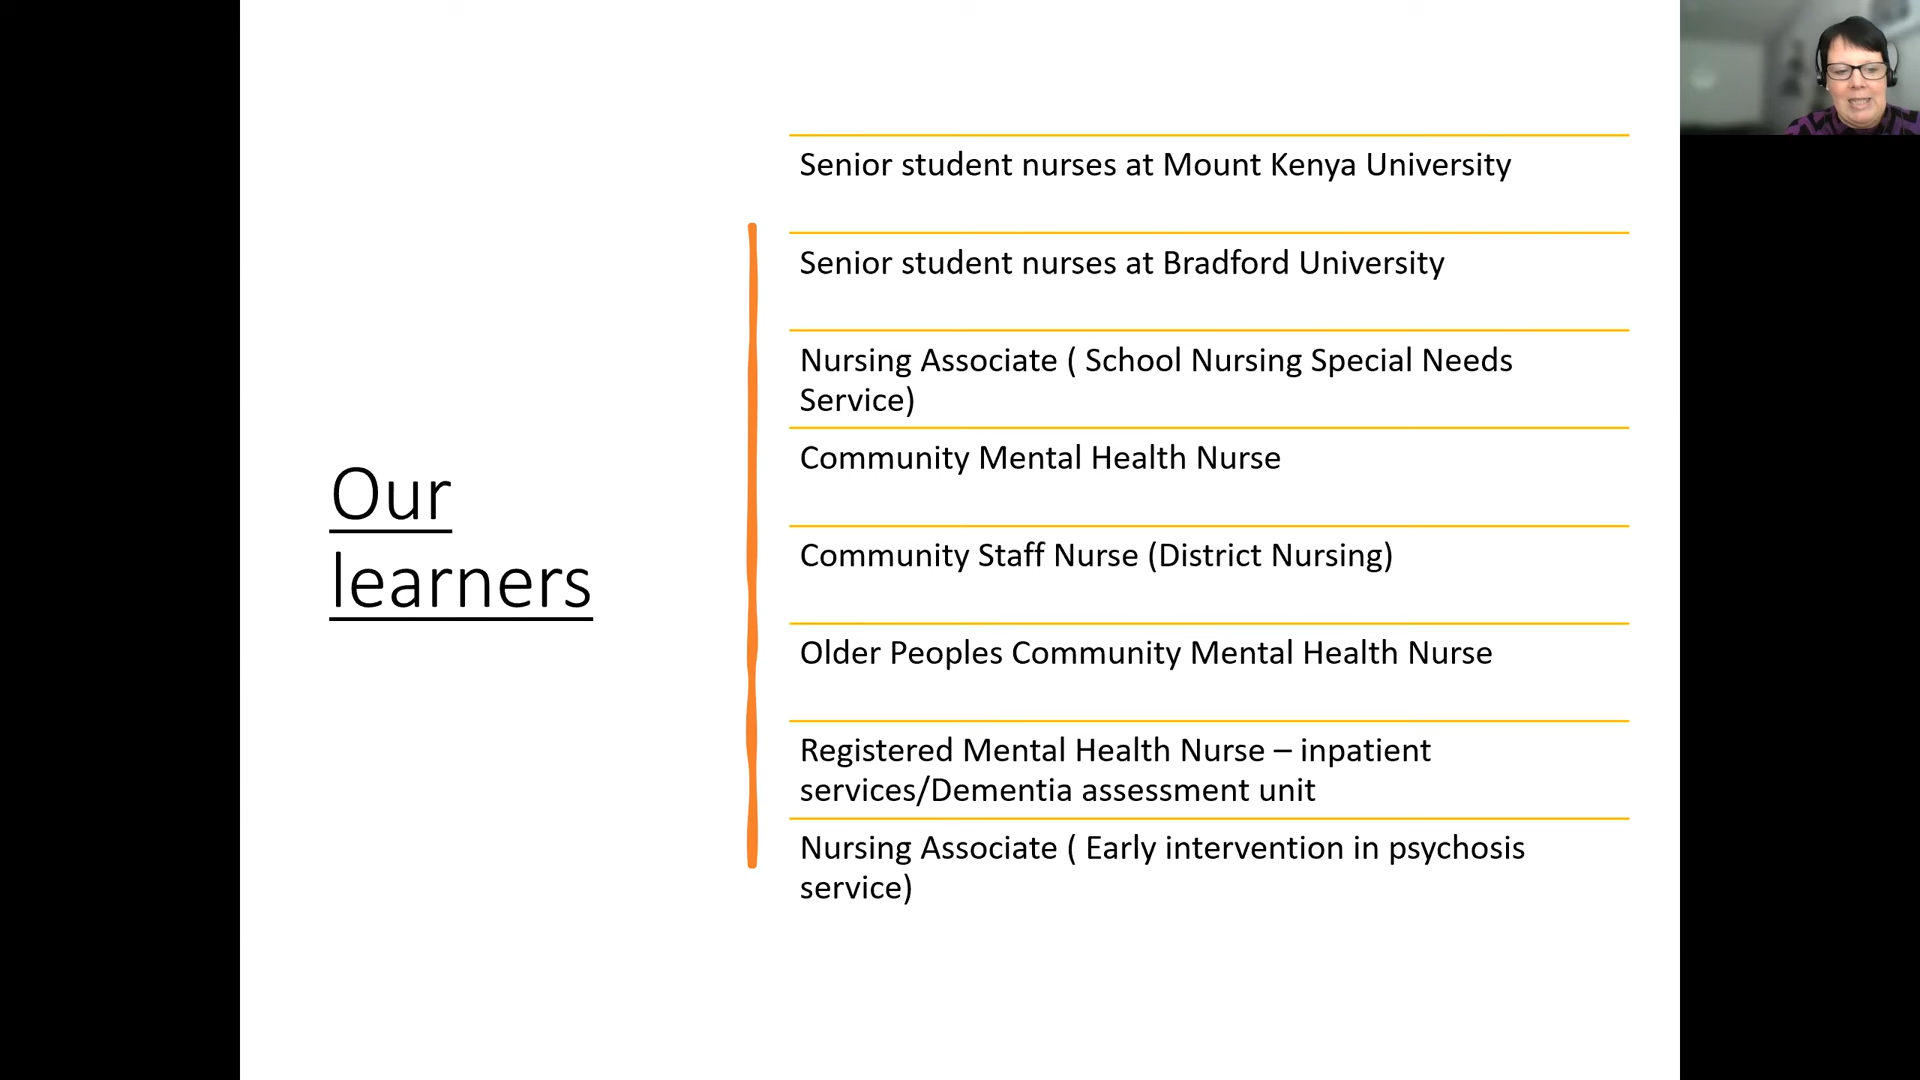 Our
learners
Senior student nurses at Mount Kenya University
Senior student nurses at Bradford University
Nursing Associate ( School Nursing Special Needs
Service)
Community Mental Health Nurse
Community Staff Nurse (District Nursing)
Older Peoples Community Mental Health Nurse
Registered Mental Health Nurse – inpatient
services/Dementia assessment unit
Nursing Associate ( Early intervention in psychosis
service)